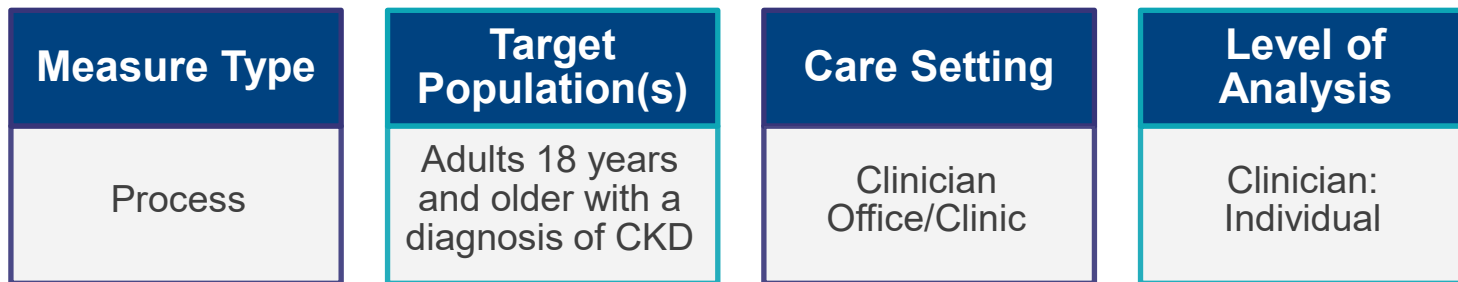 Measure Type
Process
Target
Population(s)
Adults 18 years
and older with a
diagnosis of CKD
Care Setting
Clinician
Office/Clinic
Level of
Analysis
Clinician:
Individual